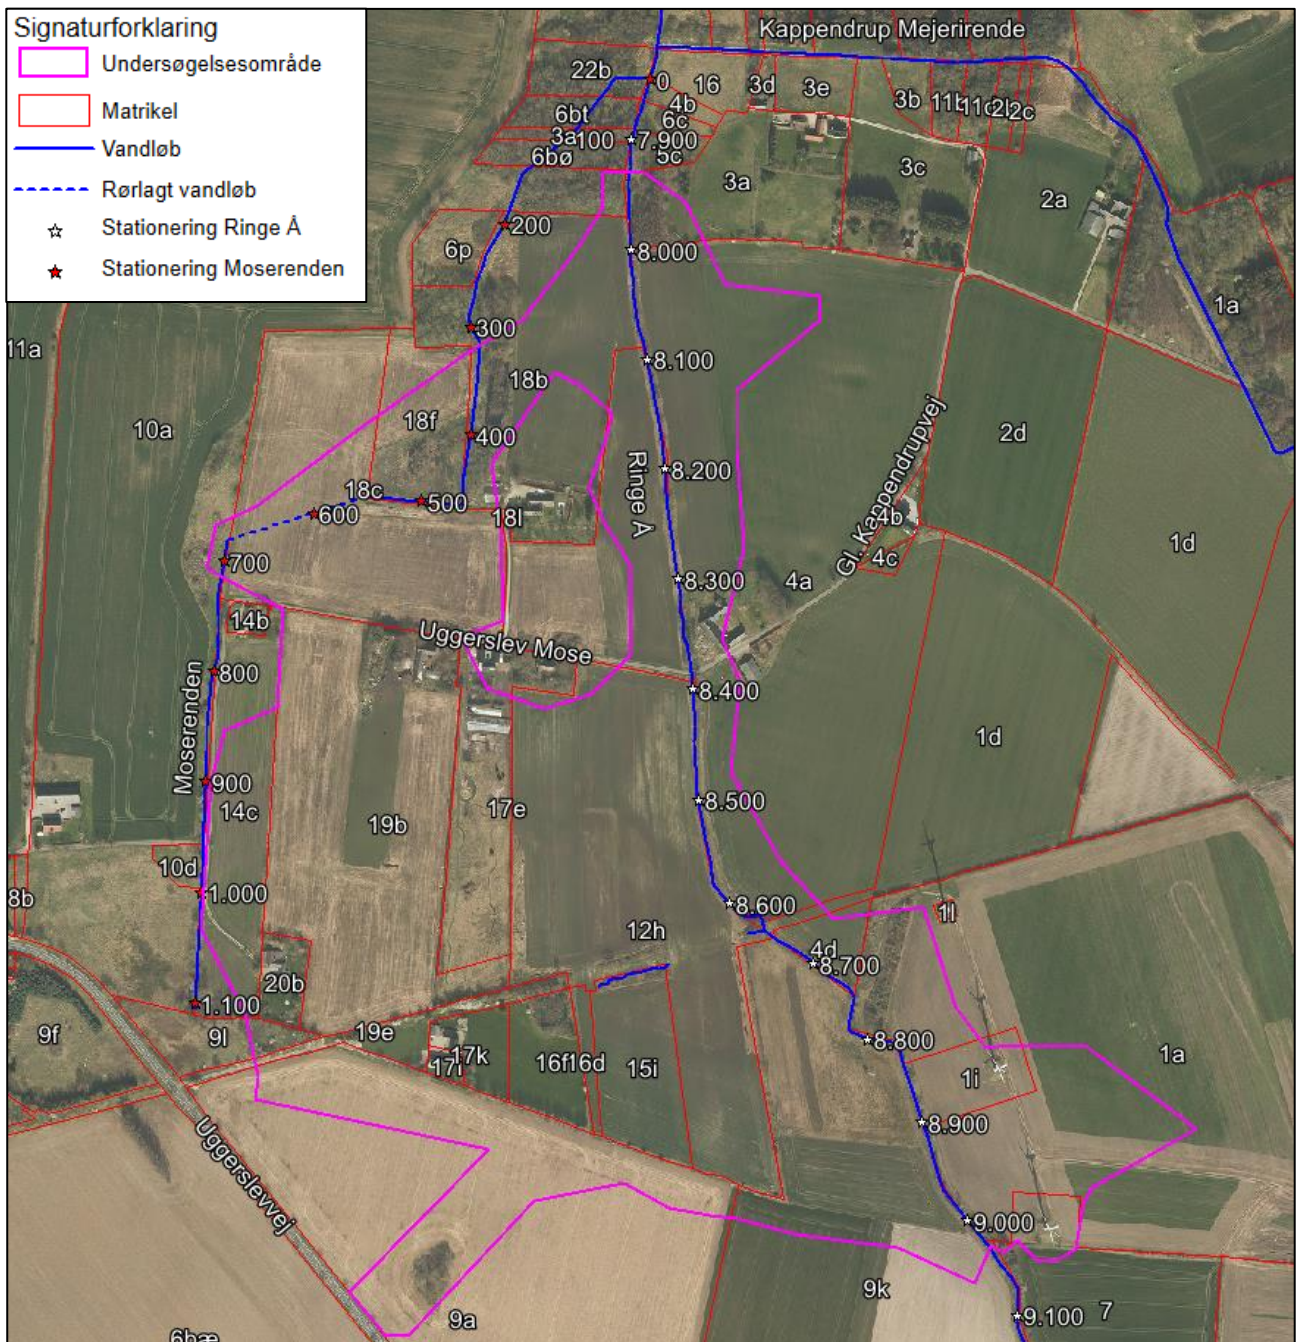 Signaturforklaring
Undersøgelsesområde
Matrikel
Vandløb
Rørlagt vandløb
Stationering Ringe Å
Stationering Moserenden
Kappendrup Mejerirende
22b
0
16
3d
3e
3b
11b
11c
2l
2c
4b
6c
6bt
3a
100
7.900
6bø
5c
3a
3c
2a
200
6p
8.000
1a
300
11a
8.100
18b
10a
18f
400
2d
8.200
Ringe Å
Gl. Kappendrupvej
18c
500
600
18l
4b
1d
700
4c
8.300
4a
14b
Uggerslev Mose
800
8.400
Moserenden
1d
900
14c
8.500
17e
19b
10d
1.000
8b
8.600
1l
12h
4d
8.700
20b
1.100
9f
9l
19e
8.800
17k
16f
16d
15i
1i
1a
8.900
Uggerslevvej
9.000
9k
9a
9.100
7
6bæ